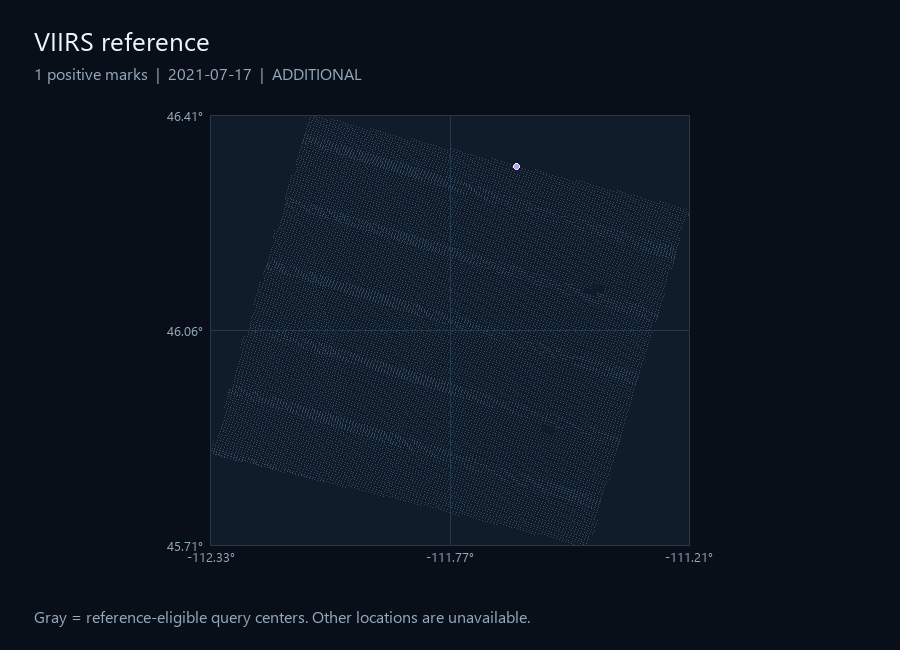 VIIRS reference
1 positive marks | 2021-07-17 | ADDITIONAL
46.41°
46.06°
45.71°
-112.33°
-111.77°
-111.21°
Gray = reference-eligible query centers. Other locations are unavailable.